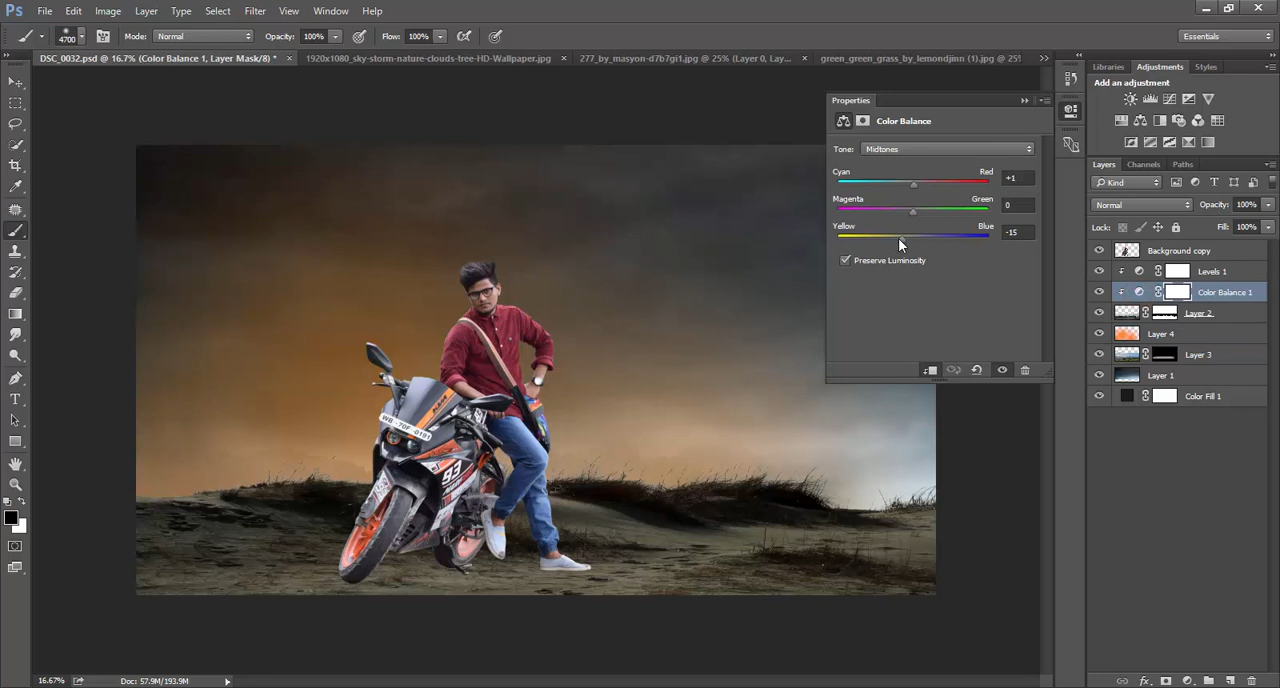 Ps File Edit Image Layer Type Select Filter View Window Help
4700 Mode: Normal Opacity: 100% Flow: 100% Essentials
DSC_0032.psd @ 16.7% (Color Balance 1, Layer Mask/8) * × 1920x1080_sky-storm-nature-clouds-tree-HD-Wallpaper.jpg × 277_by_masyon-d7b7gi1.jpg @ 25% (Layer 0, Lay... × green_green_grass_by_lemondjinn (1).jpg @ 25%
Libraries Adjustments Styles
Add an adjustment
Properties
Color Balance
Tone: Midtones
Cyan Red +1
Magenta Green 0
Yellow Blue -15
Preserve Luminosity
Layers Channels Paths
Kind
Normal Opacity: 100%
Lock: Fill: 100%
Background copy
Levels 1
Color Balance 1
Layer 2
Layer 4
Layer 3
Layer 1
Color Fill 1
KTM
93
16.67% Doc: 57.9M/193.9M